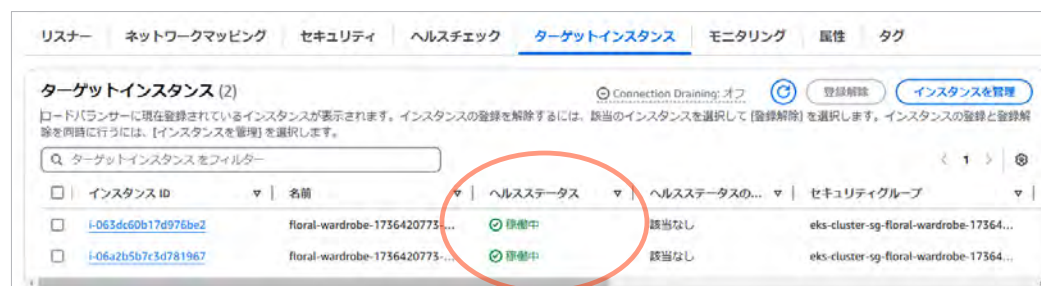 リスナー ネットワークマッピング セキュリティ ヘルスチェック ターゲットインスタンス モニタリング 属性 タグ
ターゲットインスタンス (2) Connection Draining: オフ 登録解除 インスタンスを管理
ロードバランサーに現在登録されているインスタンスが表示されます。インスタンスの登録を解除するには、該当のインスタンスを選択して [登録解除] を選択します。インスタンスの登録と登録解
除を同時に行うには、[インスタンスを管理] を選択します。
ターゲットインスタンスをフィルター 1
インスタンス ID 名前 ヘルスステータス ヘルスステータスの... セキュリティグループ
i-063dc60b17d976be2 floral-wardrobe-1736420773-... 稼働中 該当なし eks-cluster-sg-floral-wardrobe-17364...
i-06a2b5b7c3d781967 floral-wardrobe-1736420773-... 稼働中 該当なし eks-cluster-sg-floral-wardrobe-17364...